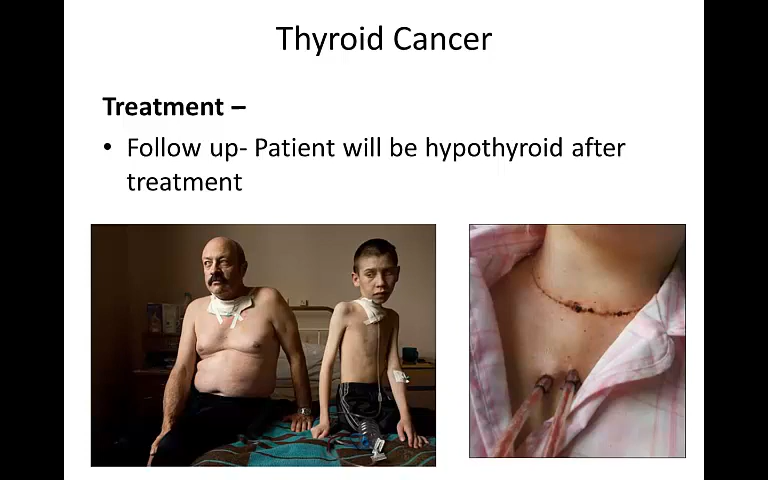 Thyroid Cancer
Treatment –
• Follow up- Patient will be hypothyroid after
treatment